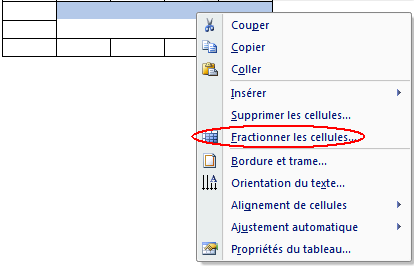 Couper
Copier
Coller
Insérer
Supprimer les cellules...
Fractionner les cellules...
Bordure et trame...
Orientation du texte...
Alignement de cellules
Ajustement automatique
Propriétés du tableau...